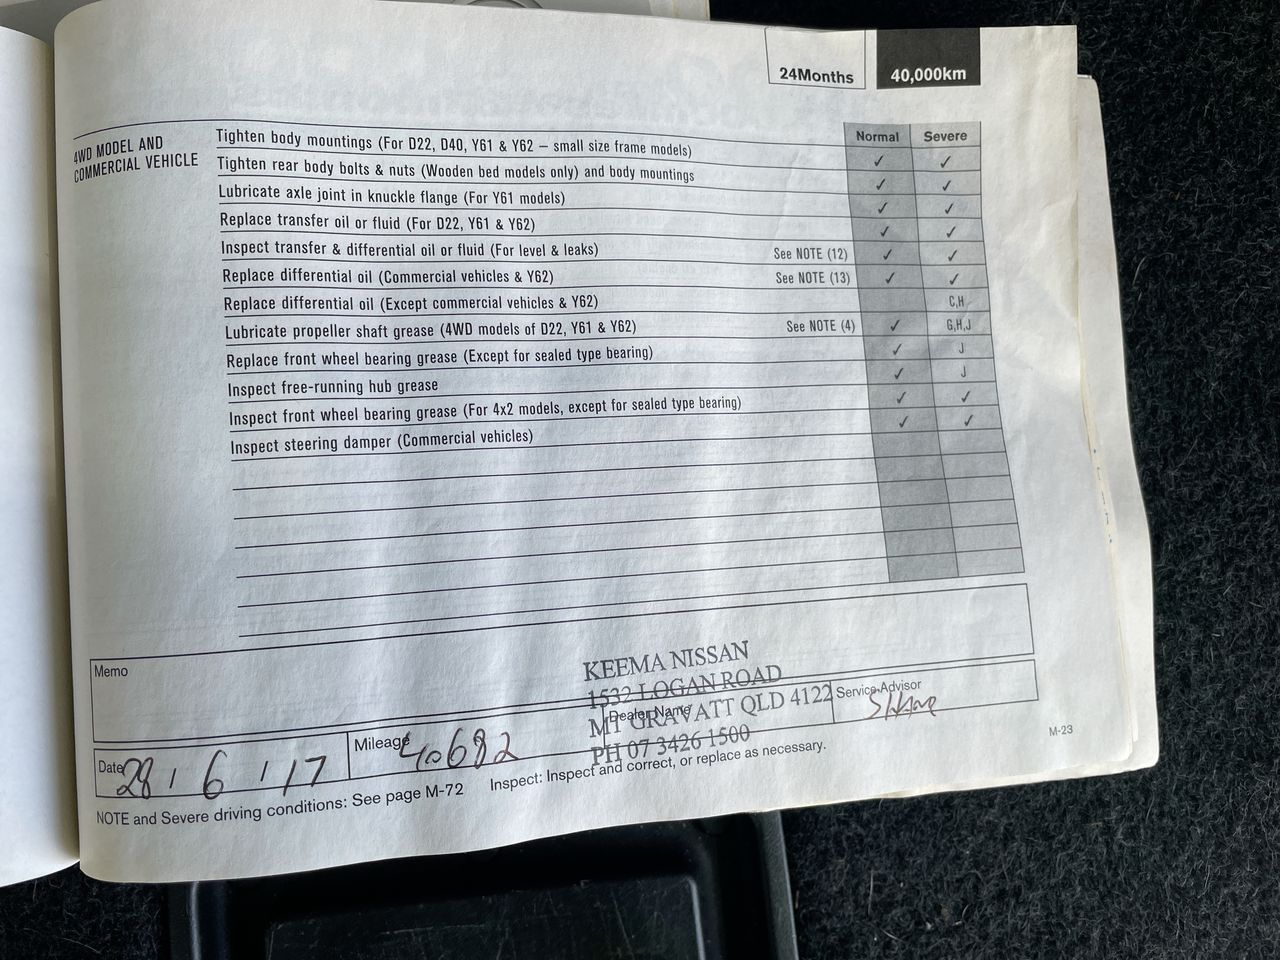 24Months 40,000km
4WD MODEL AND
COMMERCIAL VEHICLE
Normal Severe
Tighten body mountings (For D22, D40, Y61 & Y62 – small size frame models) ✓ ✓
Tighten rear body bolts & nuts (Wooden bed models only) and body mountings ✓ ✓
Lubricate axle joint in knuckle flange (For Y61 models) ✓ ✓
Replace transfer oil or fluid (For D22, Y61 & Y62) ✓ ✓
Inspect transfer & differential oil or fluid (For level & leaks) See NOTE (12) ✓ ✓
Replace differential oil (Commercial vehicles & Y62) See NOTE (13) ✓ ✓
Replace differential oil (Except commercial vehicles & Y62) C,H
Lubricate propeller shaft grease (4WD models of D22, Y61 & Y62) See NOTE (4) ✓ G,H,J
Replace front wheel bearing grease (Except for sealed type bearing) ✓ J
Inspect free-running hub grease ✓ J
Inspect front wheel bearing grease (For 4x2 models, except for sealed type bearing) ✓ ✓
Inspect steering damper (Commercial vehicles) ✓ ✓
Memo
KEEMA NISSAN
1532 LOGAN ROAD
MT GRAVATT QLD 4122
PH 07 3426 1500
Date 28 / 6 / 17
Mileage 40682
Dealer Name
Service Advisor
NOTE and Severe driving conditions: See page M-72 Inspect: Inspect and correct, or replace as necessary.
M-23